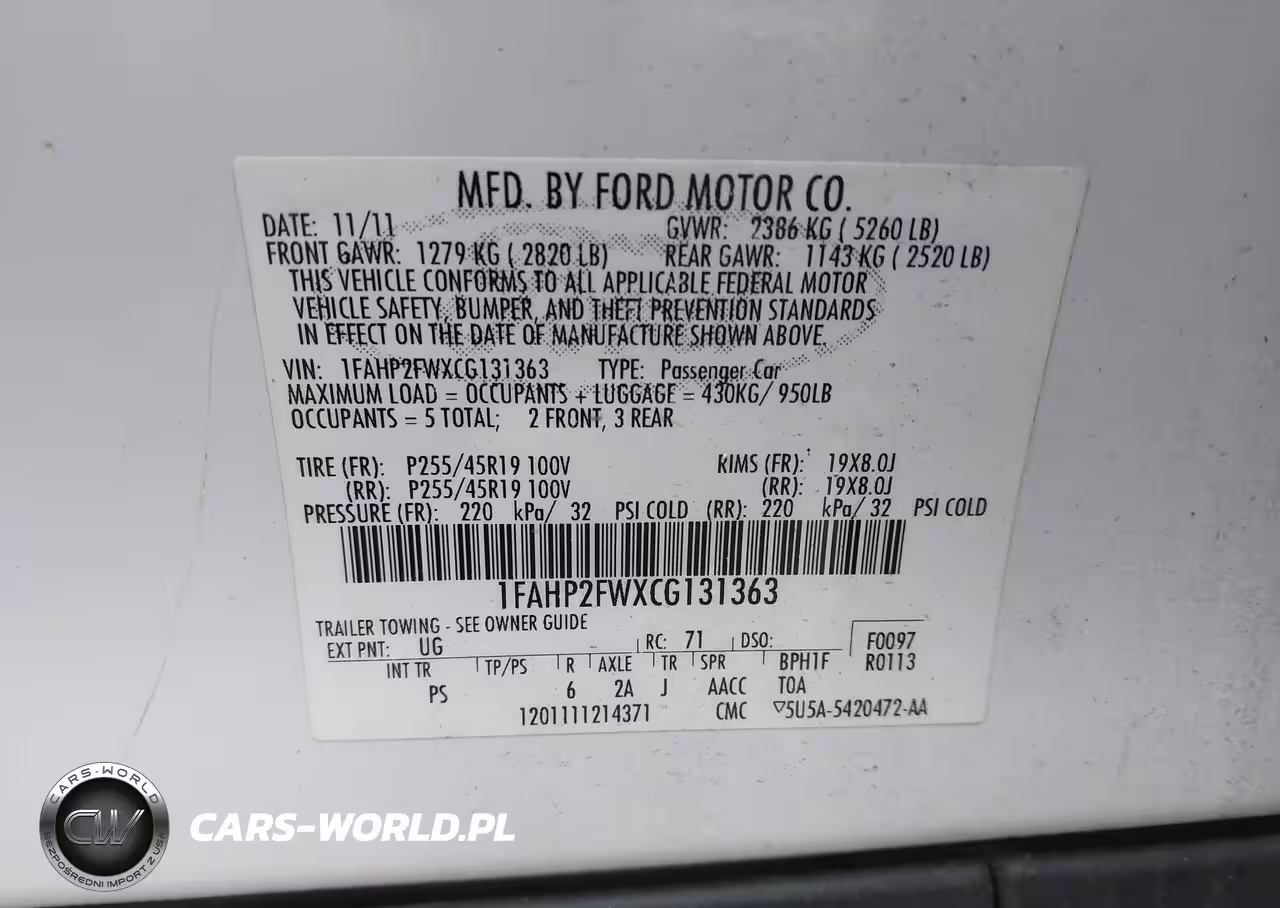 MFD. BY FORD MOTOR CO.
DATE: 11/11 GVWR: 2386 KG ( 5260 LB)
FRONT GAWR: 1279 KG ( 2820 LB) REAR GAWR: 1143 KG ( 2520 LB)
THIS VEHICLE CONFORMS TO ALL APPLICABLE FEDERAL MOTOR
VEHICLE SAFETY, BUMPER, AND THEFT PREVENTION STANDARDS
IN EFFECT ON THE DATE OF MANUFACTURE SHOWN ABOVE.
VIN: 1FAHP2FWXCG131363 TYPE: Passenger Car
MAXIMUM LOAD = OCCUPANTS + LUGGAGE = 430KG/ 950LB
OCCUPANTS = 5 TOTAL; 2 FRONT, 3 REAR
TIRE (FR): P255/45R19 100V RIMS (FR): 19X8.0J
(RR): P255/45R19 100V (RR): 19X8.0J
PRESSURE (FR): 220 kPa/ 32 PSI COLD (RR): 220 kPa/ 32 PSI COLD
1FAHP2FWXCG131363
TRAILER TOWING - SEE OWNER GUIDE
EXT PNT: UG RC: 71 DSO: F0097
INT TR TP/PS R AXLE TR SPR BPH1F R0113
PS 6 2A J AACC TOA
1201111214371 CMC ▽5U5A-5420472-AA
CARS-WORLD
CW
BEZPOŚREDNI IMPORT Z USA
CARS-WORLD.PL